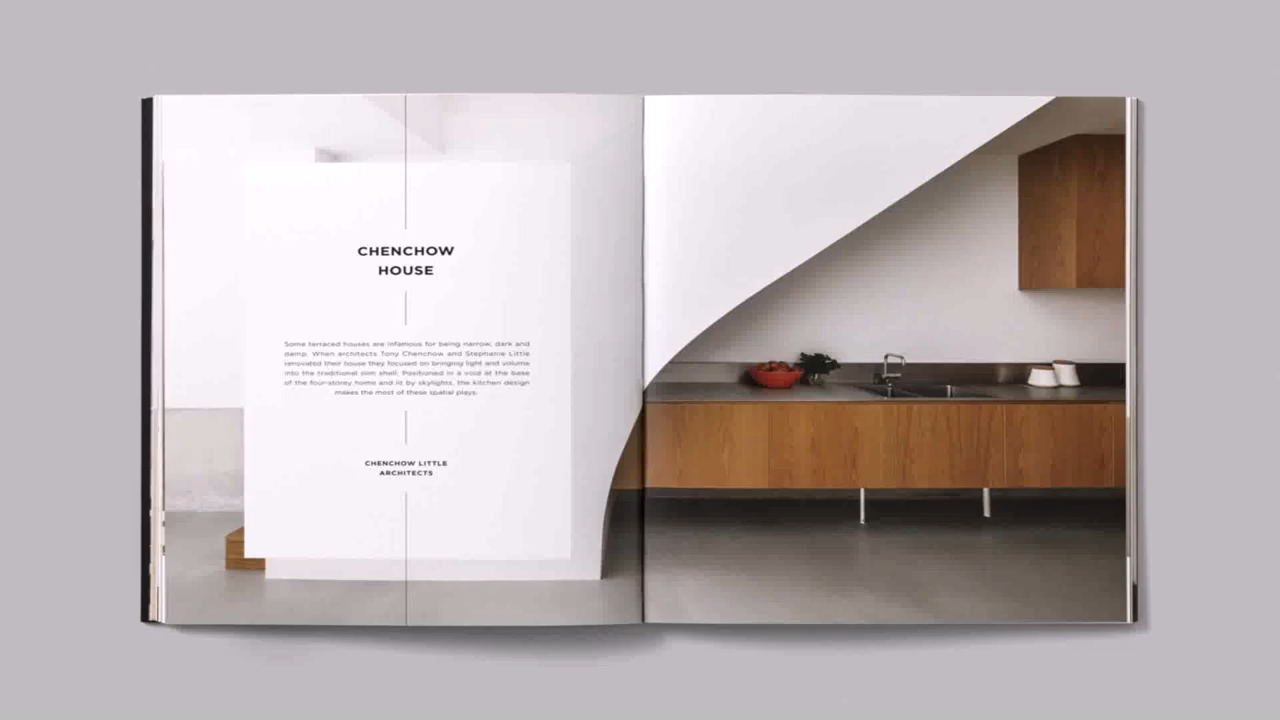 CHENCHOW
HOUSE
Some terraced houses are infamous for being narrow, dark and
damp. When architects Tony Chenchow and Stephanie Little
renovated their house they focused on bringing light and volume
into the traditional slim shell. Positioned in a void at the base
of the four-storey home and lit by skylights, the kitchen design
makes the most of these spatial plays.
CHENCHOW LITTLE
ARCHITECTS